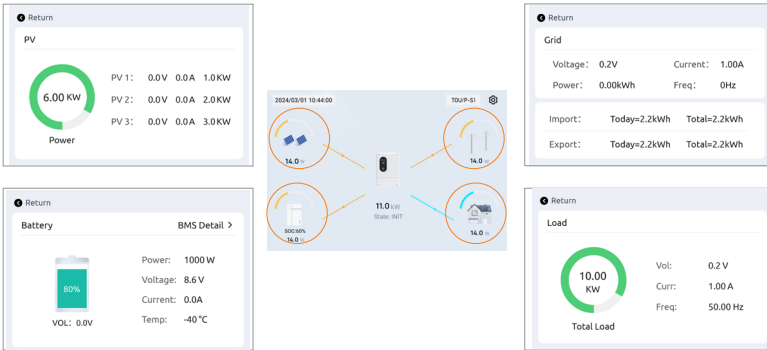 Return
PV
6.00 KW
Power
PV 1: 0.0V 0.0A 1.0KW
PV 2: 0.0V 0.0A 2.0KW
PV 3: 0.0V 0.0A 3.0KW
Return
Battery BMS Detail >
80%
VOL: 0.0V
Power: 1000 W
Voltage: 8.6 V
Current: 0.0A
Temp: -40 °C
2024/03/01 10:44:00 TOU/P-S1
14.0 W
14.0 W
11.0 kW
State: INIT
SOC:60%
14.0 W
14.0 W
Return
Grid
Voltage: 0.2V Current: 1.00A
Power: 0.00kWh Freq: 0Hz
Import: Today=2.2kWh Total=2.2kWh
Export: Today=2.2kWh Total=2.2kWh
Return
Load
10.00
KW
Total Load
Vol: 0.2 V
Curr: 1.00 A
Freq: 50.00 Hz